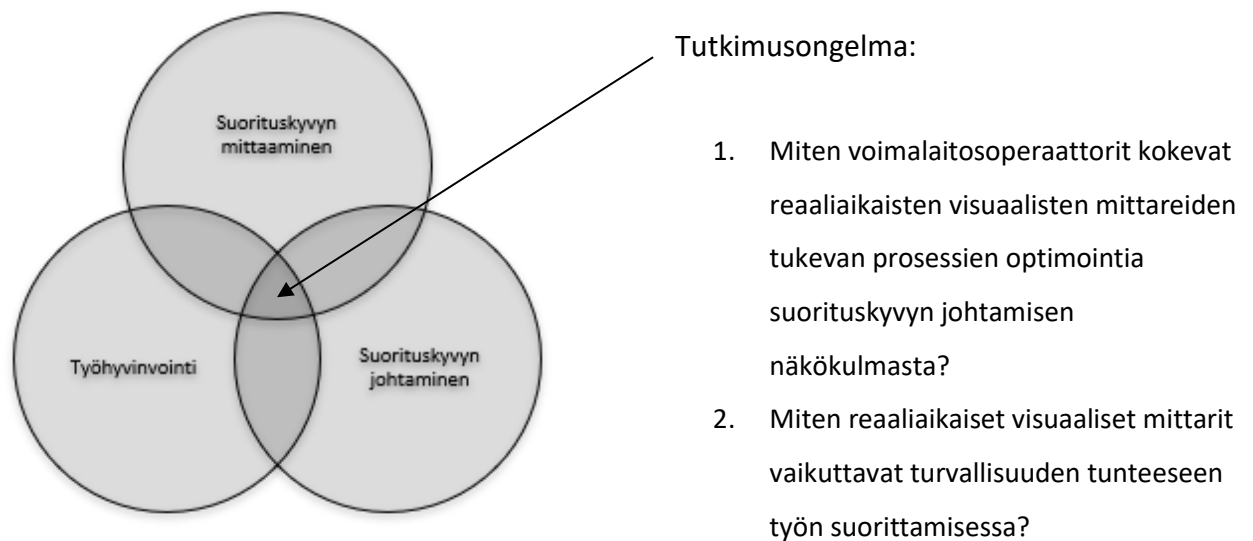 Suorituskyvyn
mittaaminen
Työhyvinvointi
Suorituskyvyn
johtaminen
Tutkimusongelma:
1. Miten voimalaitosoperaattorit kokevat
reaaliaikaisten visuaalisten mittareiden
tukevan prosessien optimointia
suorituskyvyn johtamisen
näkökulmasta?
2. Miten reaaliaikaiset visuaaliset mittarit
vaikuttavat turvallisuuden tunteeseen
työn suorittamisessa?